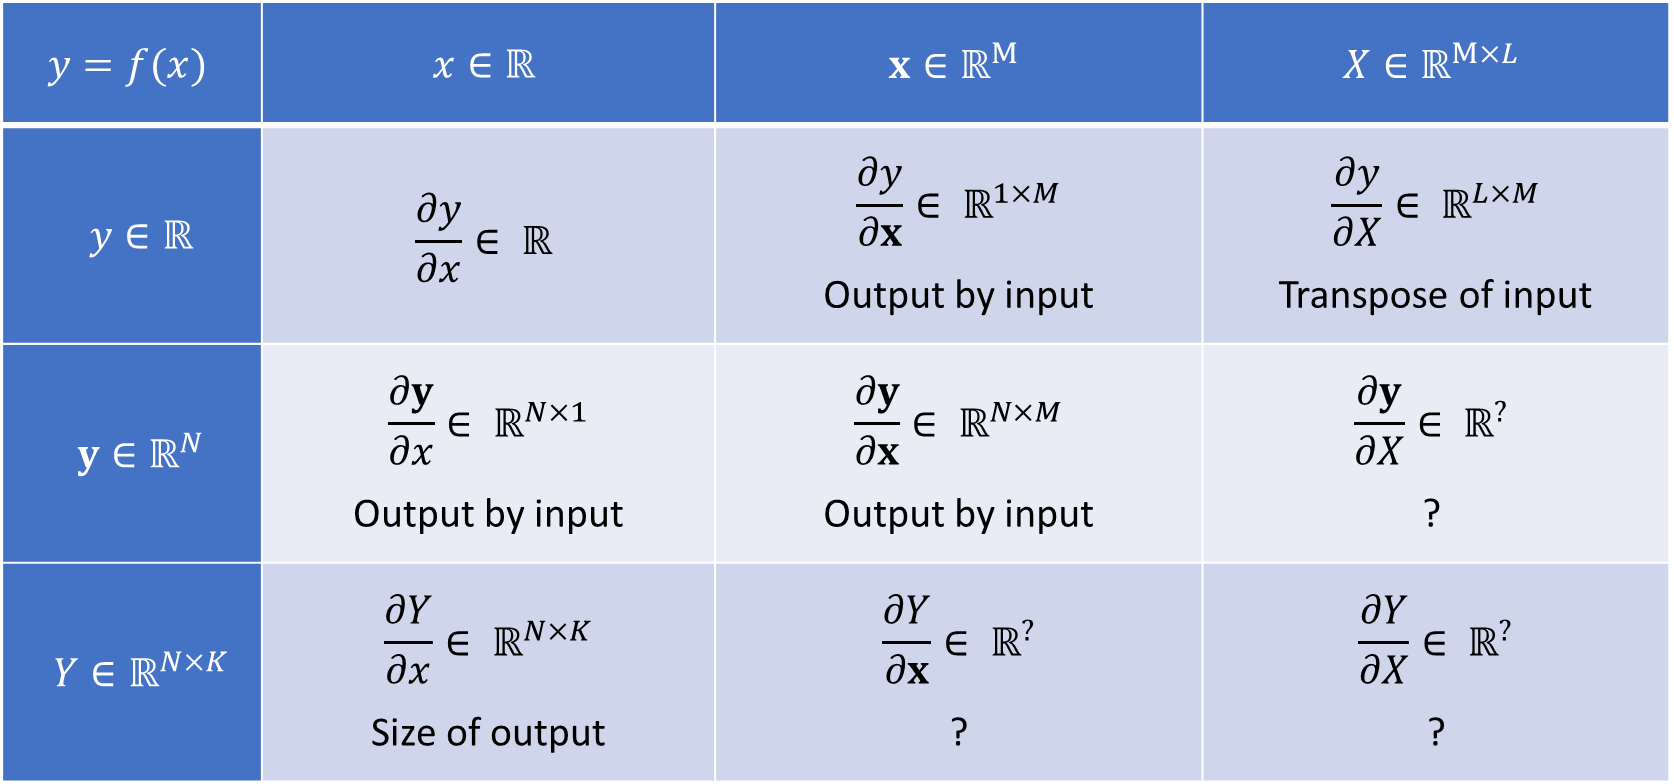 y = f(x)
x ∈ ℝ
𝐱 ∈ ℝ^M
X ∈ ℝ^{M×L}
y ∈ ℝ
∂y/∂x ∈ ℝ
∂y/∂𝐱 ∈ ℝ^{1×M}
Output by input
∂y/∂X ∈ ℝ^{L×M}
Transpose of input
𝐲 ∈ ℝ^N
∂𝐲/∂x ∈ ℝ^{N×1}
Output by input
∂𝐲/∂𝐱 ∈ ℝ^{N×M}
Output by input
∂𝐲/∂X ∈ ℝ^?
?
Y ∈ ℝ^{N×K}
∂Y/∂x ∈ ℝ^{N×K}
Size of output
∂Y/∂𝐱 ∈ ℝ^?
?
∂Y/∂X ∈ ℝ^?
?